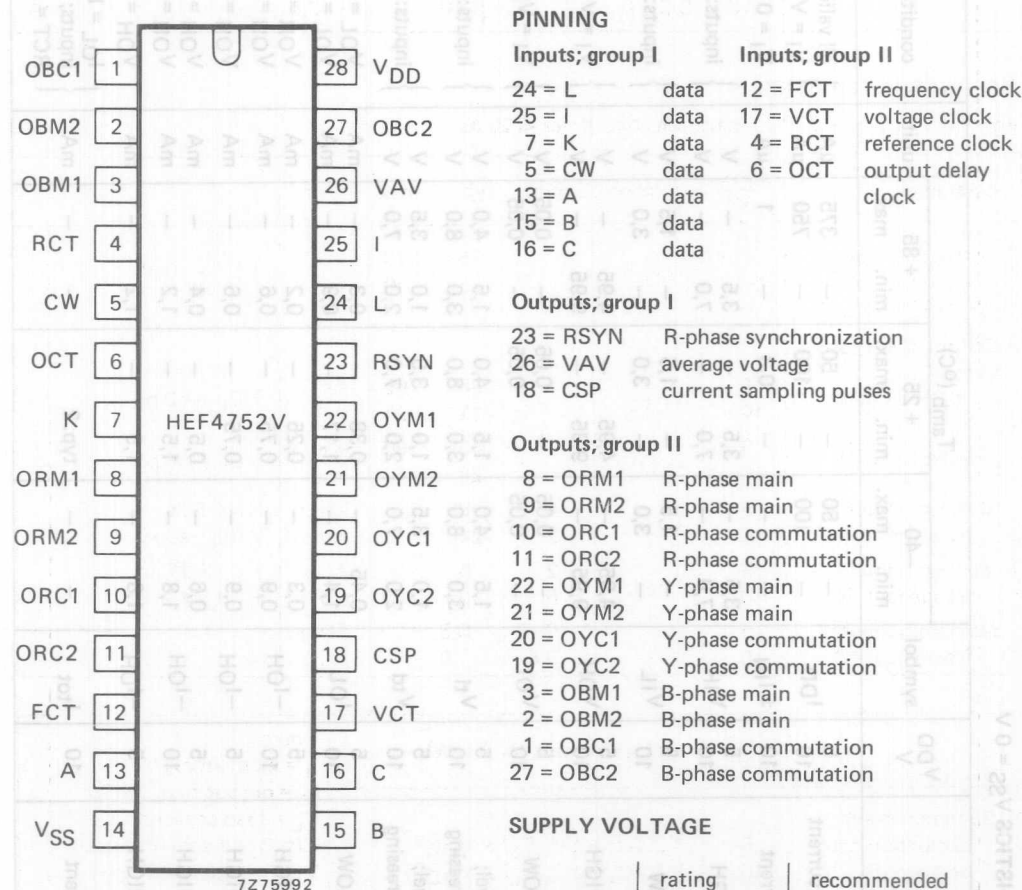 OBC1 1 28 VDD
OBM2 2 27 OBC2
OBM1 3 26 VAV
RCT 4 25 I
CW 5 24 L
OCT 6 23 RSYN
K 7 HEF4752V 22 OYM1
ORM1 8 21 OYM2
ORM2 9 20 OYC1
ORC1 10 19 OYC2
ORC2 11 18 CSP
FCT 12 17 VCT
A 13 16 C
VSS 14 15 B
7Z75992
PINNING
Inputs; group I Inputs; group II
24 = L data 12 = FCT frequency clock
25 = I data 17 = VCT voltage clock
7 = K data 4 = RCT reference clock
5 = CW data 6 = OCT output delay
13 = A data clock
15 = B data
16 = C data
Outputs; group I
23 = RSYN R-phase synchronization
26 = VAV average voltage
18 = CSP current sampling pulses
Outputs; group II
8 = ORM1 R-phase main
9 = ORM2 R-phase main
10 = ORC1 R-phase commutation
11 = ORC2 R-phase commutation
22 = OYM1 Y-phase main
21 = OYM2 Y-phase main
20 = OYC1 Y-phase commutation
19 = OYC2 Y-phase commutation
3 = OBM1 B-phase main
2 = OBM2 B-phase main
1 = OBC1 B-phase commutation
27 = OBC2 B-phase commutation
SUPPLY VOLTAGE
rating recommended